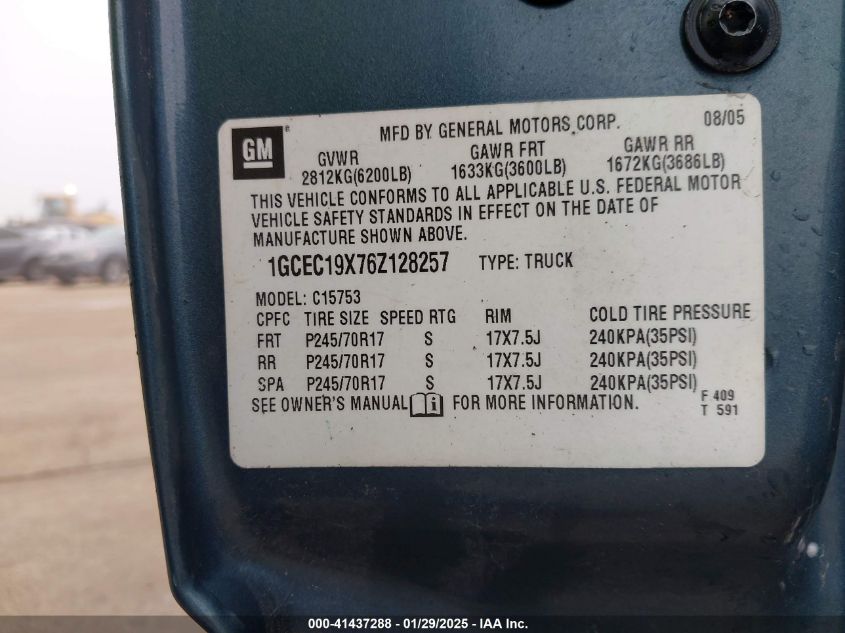 GM ®
MFD BY GENERAL MOTORS CORP. 08/05
GVWR GAWR FRT GAWR RR
2812KG(6200LB) 1633KG(3600LB) 1672KG(3686LB)
THIS VEHICLE CONFORMS TO ALL APPLICABLE U.S. FEDERAL MOTOR
VEHICLE SAFETY STANDARDS IN EFFECT ON THE DATE OF
MANUFACTURE SHOWN ABOVE.
1GCEC19X76Z128257 TYPE: TRUCK
MODEL: C15753
CPFC TIRE SIZE SPEED RTG RIM COLD TIRE PRESSURE
FRT P245/70R17 S 17X7.5J 240KPA(35PSI)
RR P245/70R17 S 17X7.5J 240KPA(35PSI)
SPA P245/70R17 S 17X7.5J 240KPA(35PSI)
SEE OWNER'S MANUAL i FOR MORE INFORMATION.
F 409
T 591
000-41437288 — 01/29/2025 — IAA Inc.